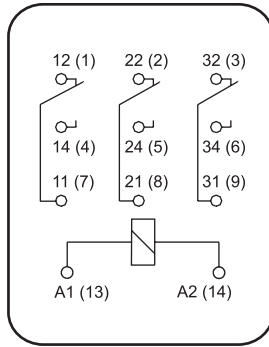 12 (1) 22 (2) 32 (3)
14 (4) 24 (5) 34 (6)
11 (7) 21 (8) 31 (9)
A1 (13) A2 (14)